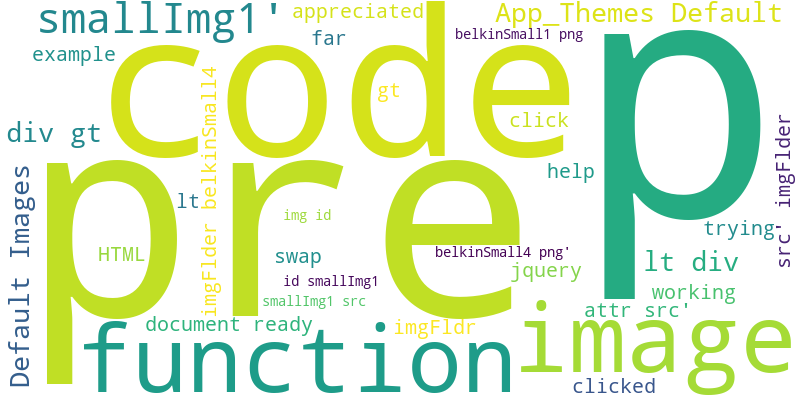 smallImg1'
appreciated
App_Themes Default
far
belkinSmall1 png
example
code
p
gt
click
div gt
imgFlder belkinSmall4
imgFlder
src'
pre
help
Default Images
lt
img id
trying
HTML
swap
belkinSmall4 png'
lt div
id smallImg1
jquery
smallImg1 src
working
document ready
imgFldr
attr src'
function
image
clicked